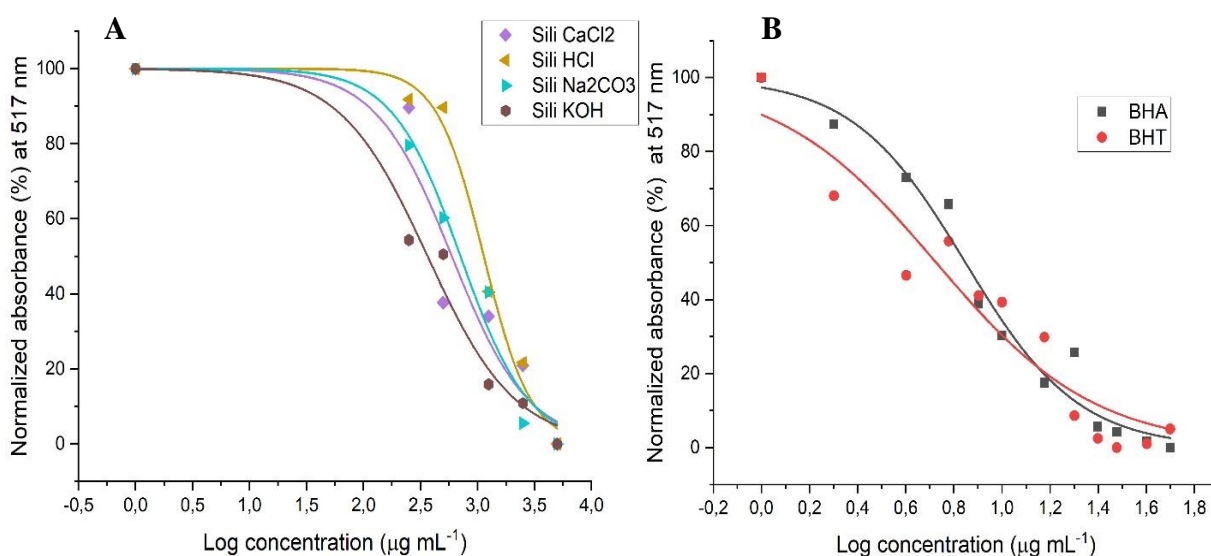 A
Sili CaCl2
Sili HCl
Sili Na2CO3
Sili KOH
Normalized absorbance (%) at 517 nm
100
80
60
40
20
0
0,0 0,5 1,0 1,5 2,0 2,5 3,0 3,5 4,0
Log concentration (μg mL⁻¹)
B
BHA
BHT
Normalized absorbance (%) at 517 nm
100
80
60
40
20
0
-0,2 0,0 0,2 0,4 0,6 0,8 1,0 1,2 1,4 1,6 1,8
Log concentration (μg mL⁻¹)